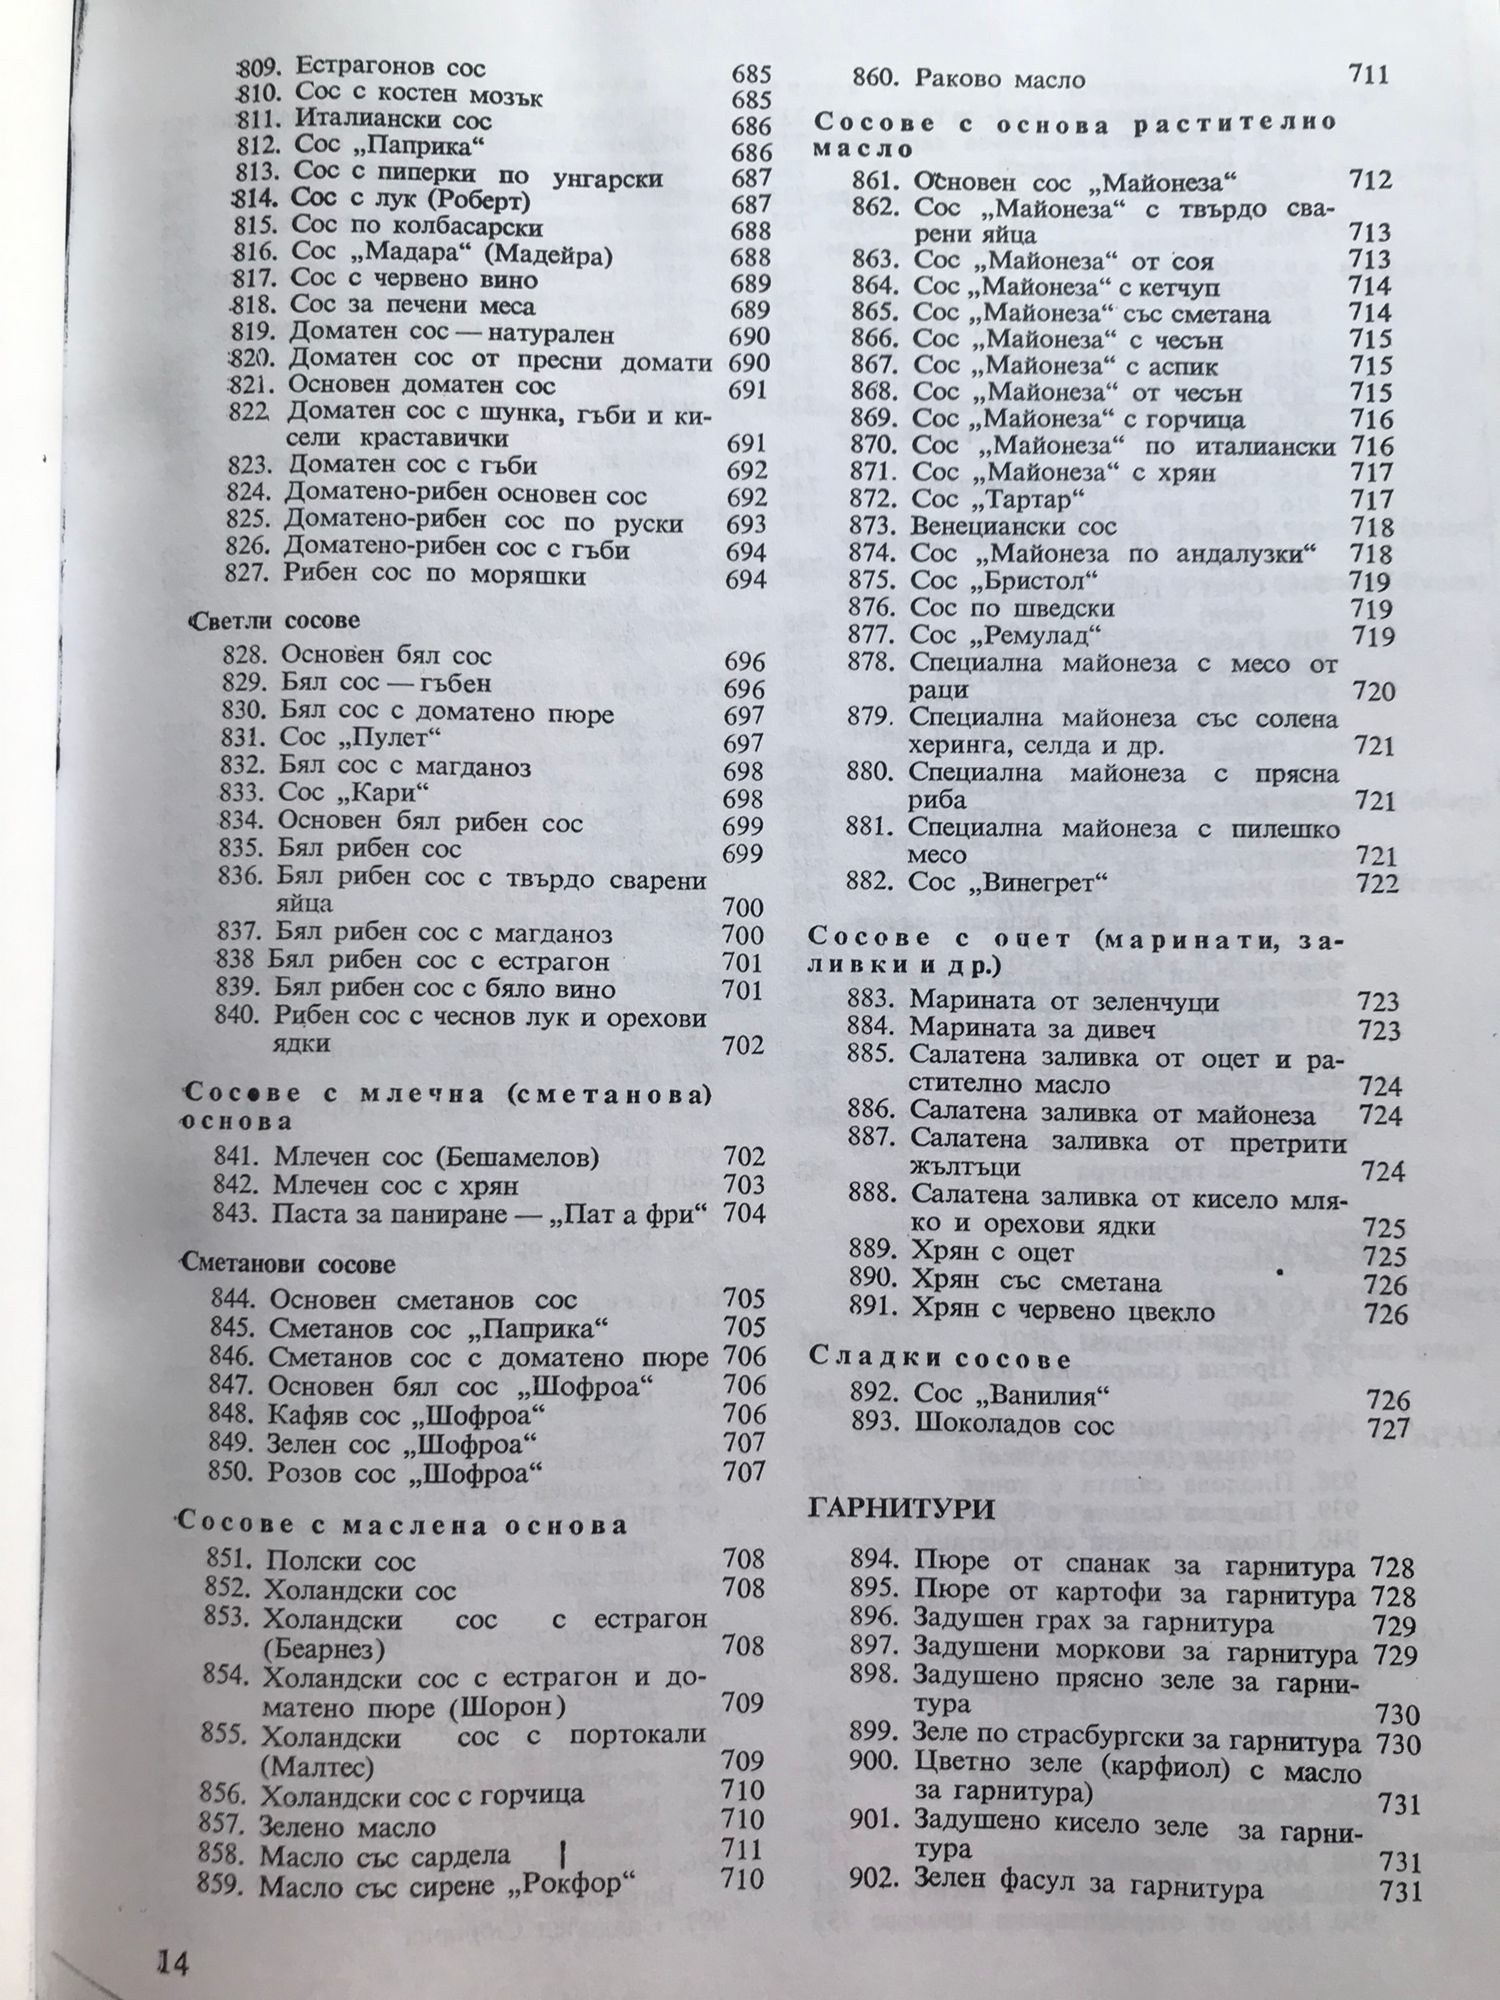 809. Естрагонов сос 685
810. Сос с костен мозък 685
811. Италиански сос 686
812. Сос „Паприка“ 686
813. Сос с пиперки по унгарски 687
814. Сос с лук (Роберт) 687
815. Сос по колбасарски 688
816. Сос „Мадара“ (Мадейра) 688
817. Сос с червено вино 689
818. Сос за печени меса 689
819. Доматен сос — натурален 690
820. Доматен сос от пресни домати 690
821. Основен доматен сос 691
822 Доматен сос с шунка, гъби и ки-
сели краставички 691
823. Доматен сос с гъби 692
824. Доматено-рибен основен сос 692
825. Доматено-рибен сос по руски 693
826. Доматено-рибен сос с гъби 694
827. Рибен сос по моряшки 694
Светли сосове
828. Основен бял сос 696
829. Бял сос — гъбен 696
830. Бял сос с доматено пюре 697
831. Сос „Пулет“ 697
832. Бял сос с магданоз 698
833. Сос „Кари“ 698
834. Основен бял рибен сос 699
835. Бял рибен сос 699
836. Бял рибен сос с твърдо сварени
яйца 700
837. Бял рибен сос с магданоз 700
838 Бял рибен сос с естрагон 701
839. Бял рибен сос с бяло вино 701
840. Рибен сос с чеснов лук и орехови
ядки 702
Сосове с млечна (сметанова)
основа
841. Млечен сос (Бешамелов) 702
842. Млечен сос с хрян 703
843. Паста за паниране — „Пат а фри“ 704
Сметанови сосове
844. Основен сметанов сос 705
845. Сметанов сос „Паприка“ 705
846. Сметанов сос с доматено пюре 706
847. Основен бял сос „Шофроа“ 706
848. Кафяв сос „Шофроа“ 706
849. Зелен сос „Шофроа“ 707
850. Розов сос „Шофроа“ 707
Сосове с маслена основа
851. Полски сос 708
852. Холандски сос 708
853. Холандски сос с естрагон
(Беарнез) 708
854. Холандски сос с естрагон и до-
матено пюре (Шорон) 709
855. Холандски сос с портокали
(Малтес) 709
856. Холандски сос с горчица 710
857. Зелено масло 710
858. Масло със сардела 711
859. Масло със сирене „Рокфор“ 710
14
860. Раково масло 711
Сосове с основа растително
масло
861. Основен сос „Майонеза“ 712
862. Сос „Майонеза“ с твърдо сва-
рени яйца 713
863. Сос „Майонеза“ от соя 713
864. Сос „Майонеза“ с кетчуп 714
865. Сос „Майонеза“ със сметана 714
866. Сос „Майонеза“ с чесън 715
867. Сос „Майонеза“ с аспик 715
868. Сос „Майонеза“ от чесън 715
869. Сос „Майонеза“ с горчица 716
870. Сос „Майонеза“ по италиански 716
871. Сос „Майонеза“ с хрян 717
872. Сос „Тартар“ 717
873. Венециански сос 718
874. Сос „Майонеза по андалузки“ 718
875. Сос „Бристол“ 719
876. Сос по шведски 719
877. Сос „Ремулад“ 719
878. Специална майонеза с месо от
раци 720
879. Специална майонеза със солена
херинга, селда и др. 721
880. Специална майонеза с прясна
риба 721
881. Специална майонеза с пилешко
месо 721
882. Сос „Винегрет“ 722
Сосове с оцет (маринати, за-
ливки и др.)
883. Марината от зеленчуци 723
884. Марината за дивеч 723
885. Салатена заливка от оцет и ра-
стително масло 724
886. Салатена заливка от майонеза 724
887. Салатена заливка от претрити
жълтъци 724
888. Салатена заливка от кисело мля-
ко и орехови ядки 725
889. Хрян с оцет 725
890. Хрян със сметана 726
891. Хрян с червено цвекло 726
Сладки сосове
892. Сос „Ванилия“ 726
893. Шоколадов сос 727
ГАРНИТУРИ
894. Пюре от спанак за гарнитура 728
895. Пюре от картофи за гарнитура 728
896. Задушен грах за гарнитура 729
897. Задушени моркови за гарнитура 729
898. Задушено прясно зеле за гарни-
тура 730
899. Зеле по страсбургски за гарнитура 730
900. Цветно зеле (карфиол) с масло
за гарнитура) 731
901. Задушено кисело зеле за гарни-
тура 731
902. Зелен фасул за гарнитура 731